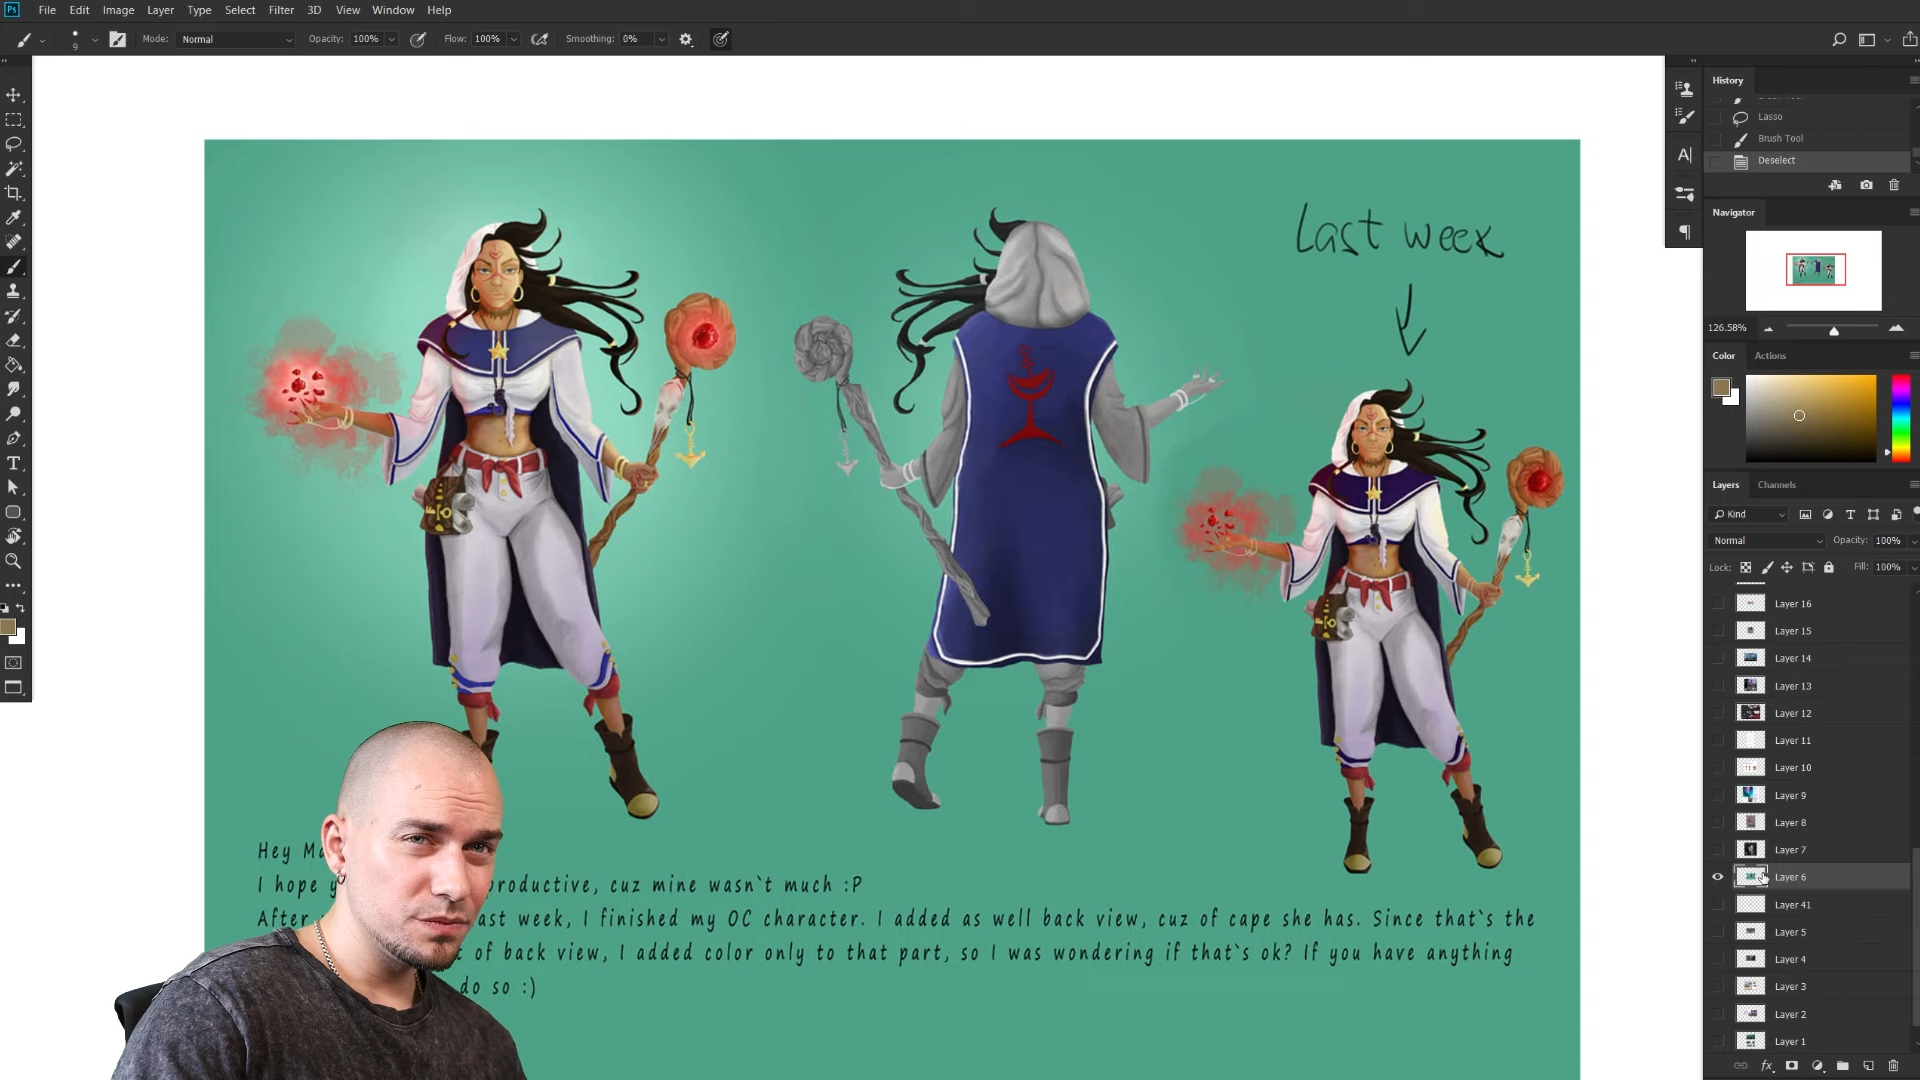 Ps File Edit Image Layer Type Select Filter 3D View Window Help
9 Mode: Normal Opacity: 100% Flow: 100% Smoothing: 0%
History
Lasso
Brush Tool
Deselect
Navigator
126.58%
Color Actions
Layers Channels
Kind
Normal Opacity: 100%
Lock: Fill: 100%
Layer 16
Layer 15
Layer 14
Layer 13
Layer 12
Layer 11
Layer 10
Layer 9
Layer 8
Layer 7
Layer 6
Layer 41
Layer 5
Layer 4
Layer 3
Layer 2
Layer 1
Last week
Hey
I hope productive, cuz mine wasn`t much :P
After last week, I finished my OC character. I added as well back view, cuz of cape she has. Since that`s the
of back view, I added color only to that part, so I was wondering if that`s ok? If you have anything
do so :)